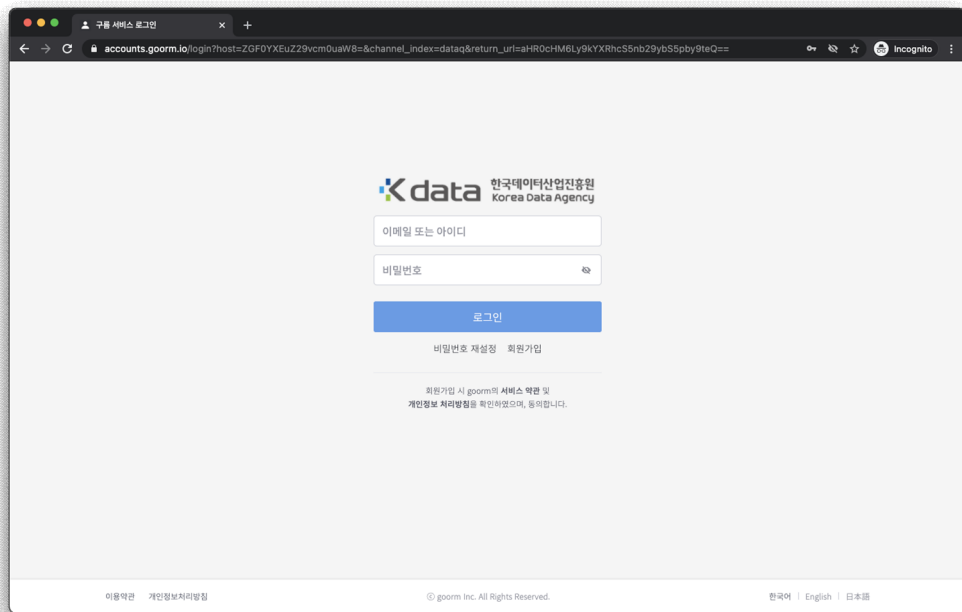 구름 서비스 로그인
accounts.goorm.io/login?host=ZGF0YXEuZ29vcm0uaW8=&channel_index=dataq&return_url=aHR0cHM6Ly9kYXRhcS5nb29ybS5pby9teQ==
Incognito
K data 한국데이터산업진흥원
Korea Data Agency
이메일 또는 아이디
비밀번호
로그인
비밀번호 재설정 회원가입
회원가입 시 goorm의 서비스 약관 및
개인정보 처리방침을 확인하였으며, 동의합니다.
이용약관 개인정보처리방침 ⓒ goorm Inc. All Rights Reserved. 한국어 | English | 日本語